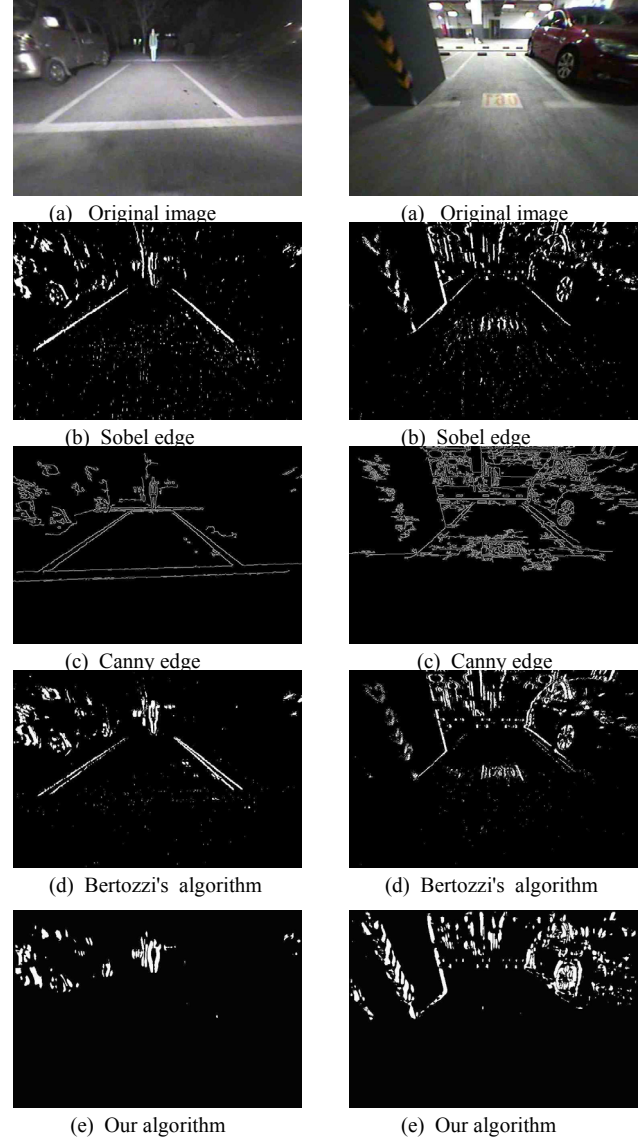 (a) Original image
(a) Original image
(b) Sobel edge
(b) Sobel edge
(c) Canny edge
(c) Canny edge
(d) Bertozzi's algorithm
(d) Bertozzi's algorithm
(e) Our algorithm
(e) Our algorithm